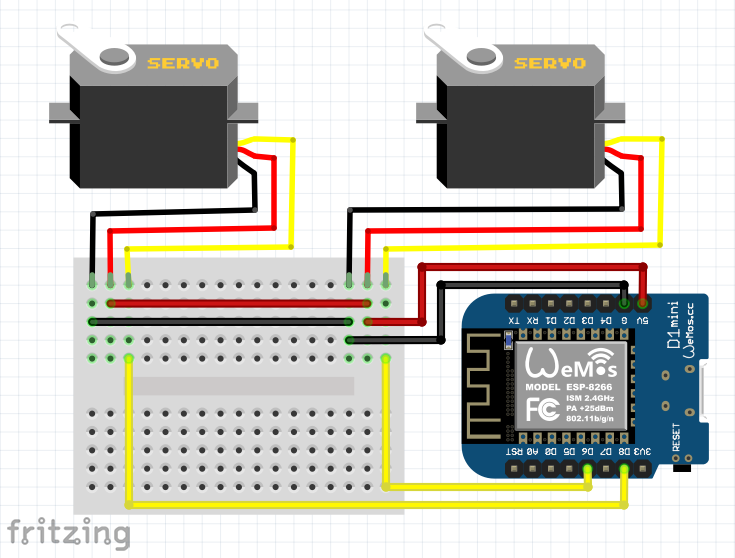 SERVO
SERVO
TX RX D1 D2 D3 D4 G 5V
D1 mini
WeMos.cc
WeMos
MODEL ESP-8266
ISM 2.4GHz
PA +25dBm
802.11b/g/n
FC
RESET
RST A0 D0 D5 D6 D7 D8 3V3
fritzing